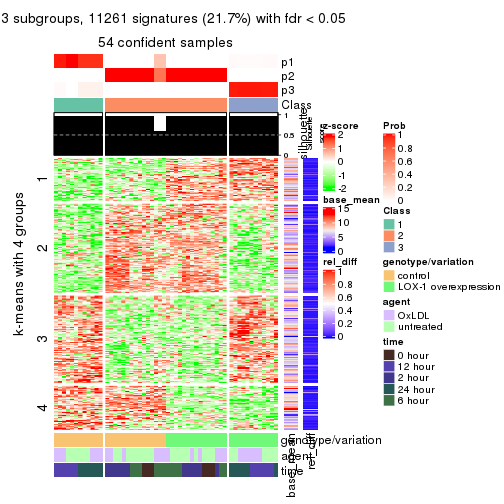 3 subgroups, 11261 signatures (21.7%) with fdr < 0.05
54 confident samples
p1
p2
p3
Class
1
0.5
0
silhouette
k-means with 4 groups
1
2
3
4
genotype/variation
agent
time
base_mean
rel_diff
z-score
2
1
0
-1
-2
base_mean
15
10
5
0
rel_diff
1
0.8
0.6
0.4
0.2
0
Prob
1
0.8
0.6
0.4
0.2
0
Class
1
2
3
genotype/variation
control
LOX-1 overexpression
agent
OxLDL
untreated
time
0 hour
12 hour
2 hour
24 hour
6 hour